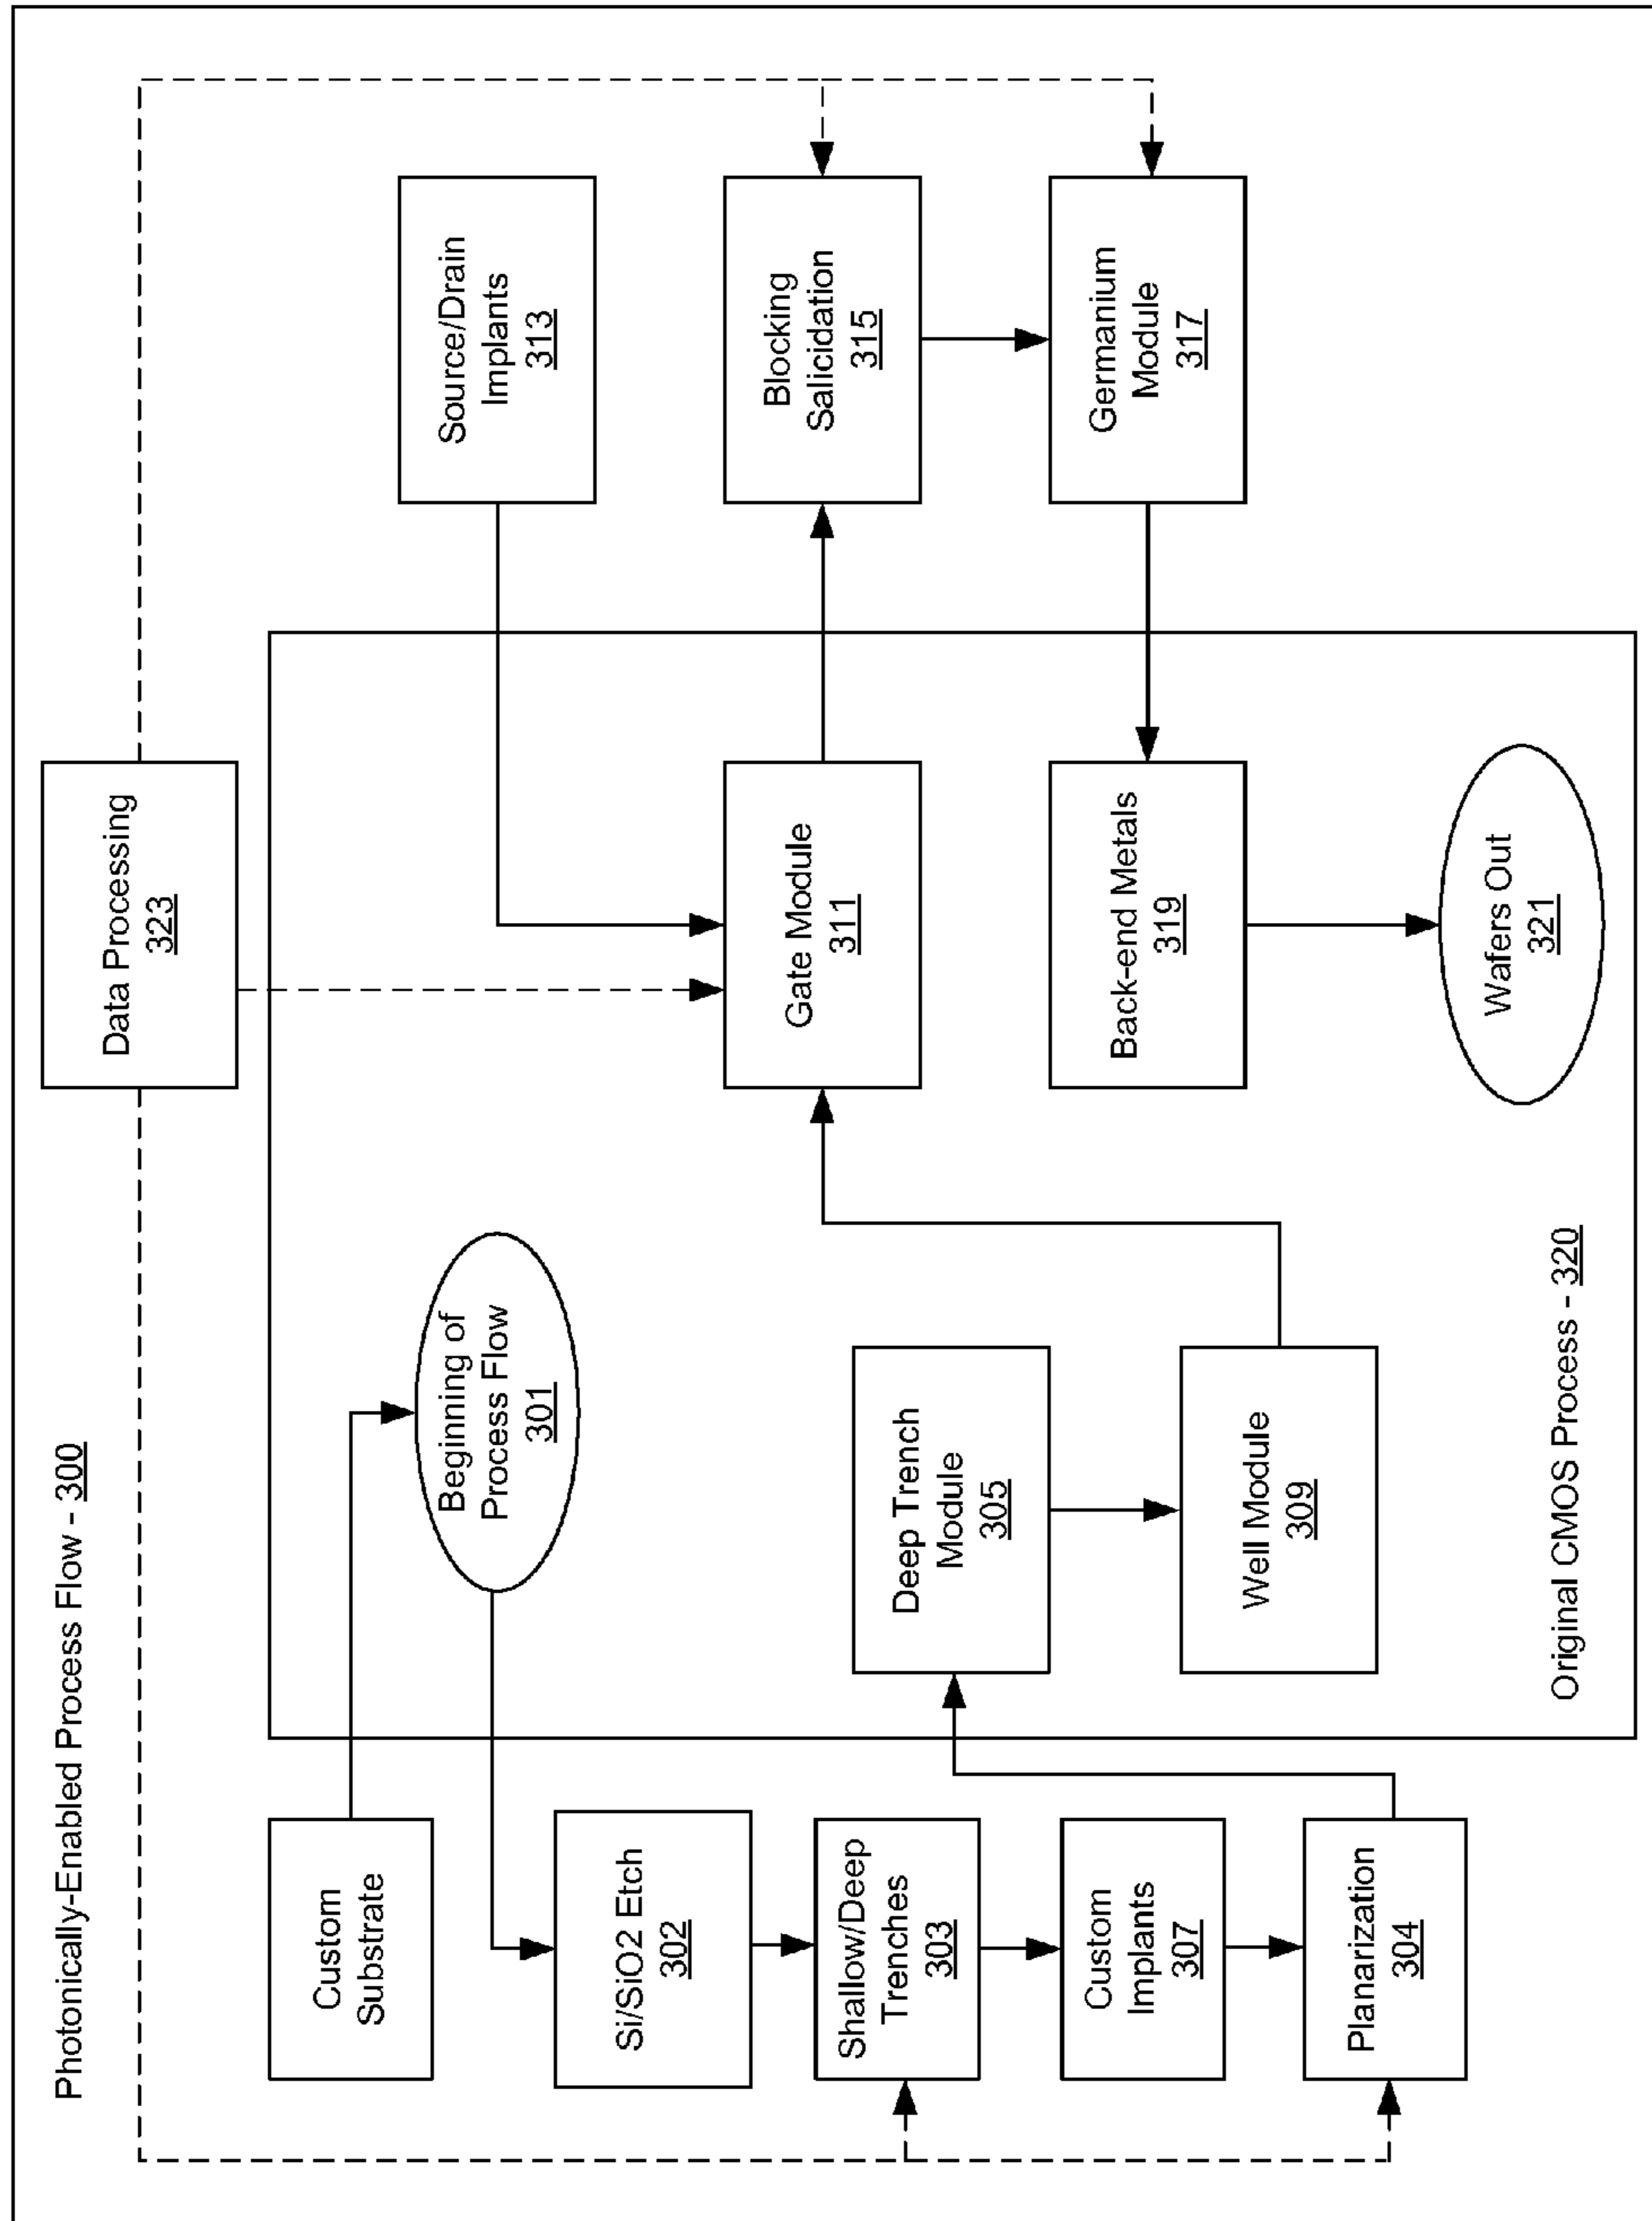 Photonically-Enabled Process Flow - 300
Data Processing
323
Custom
Substrate
Beginning of
Process Flow
301
Source/Drain
Implants
313
Si/SiO2 Etch
302
Shallow/Deep
Trenches
303
Custom
Implants
307
Planarization
304
Deep Trench
Module
305
Well Module
309
Gate Module
311
Blocking
Salicidation
315
Germanium
Module
317
Back-end Metals
319
Wafers Out
321
Original CMOS Process - 320